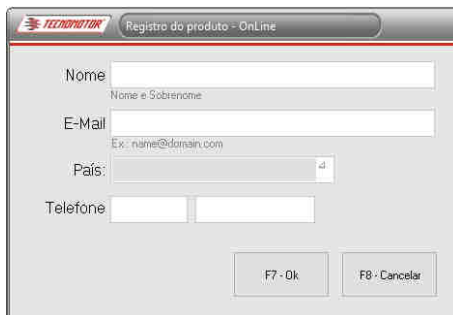 TECNOMOTOR Registro do produto - OnLine
Nome
Nome e Sobrenome
E-Mail
Ex.: name@domain.com
País:
Telefone
F7 - Ok F8 - Cancelar